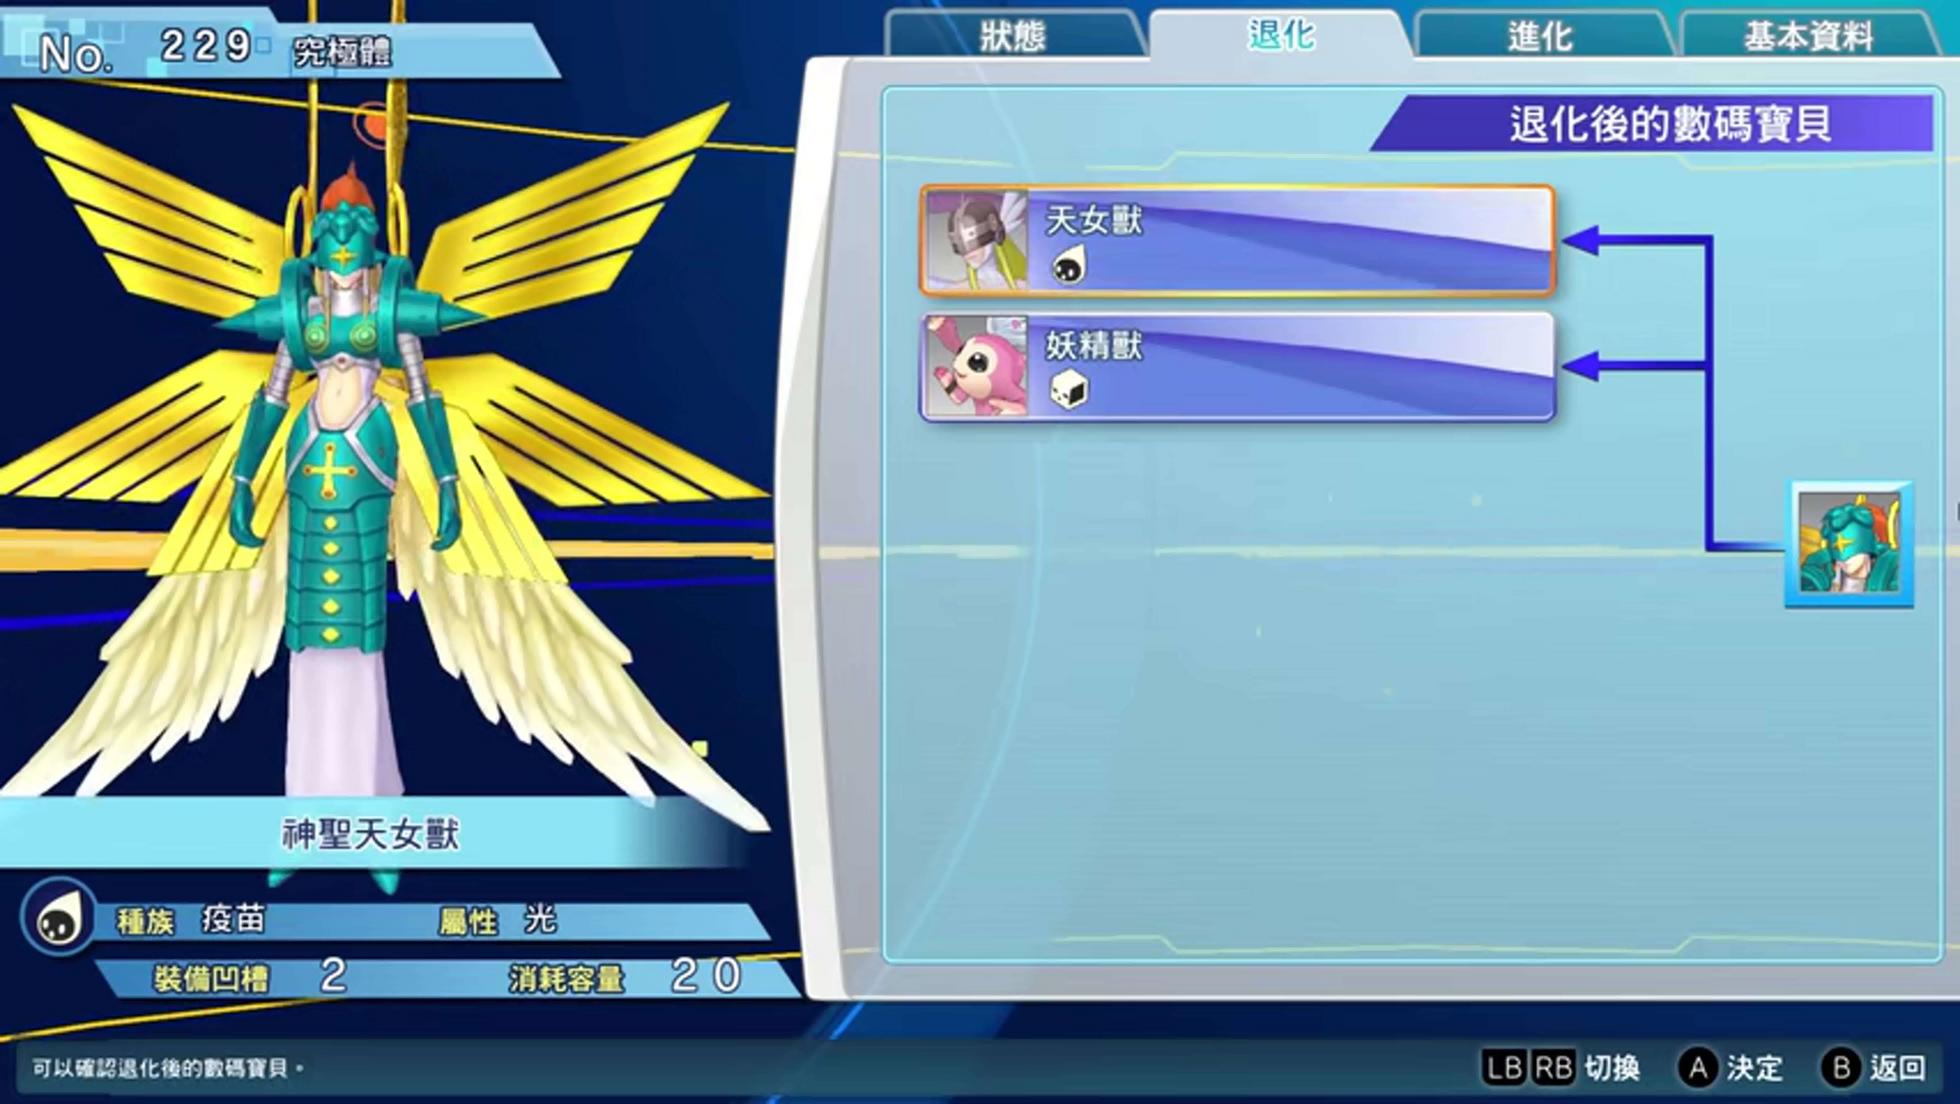 No. 229 究極體
狀態 退化 進化 基本資料
退化後的數碼寶貝
天女獸
妖精獸
神聖天女獸
種族 疫苗 屬性 光
裝備凹槽 2 消耗容量 20
可以確認退化後的數碼寶貝。
LB RB 切換 A 決定 B 返回